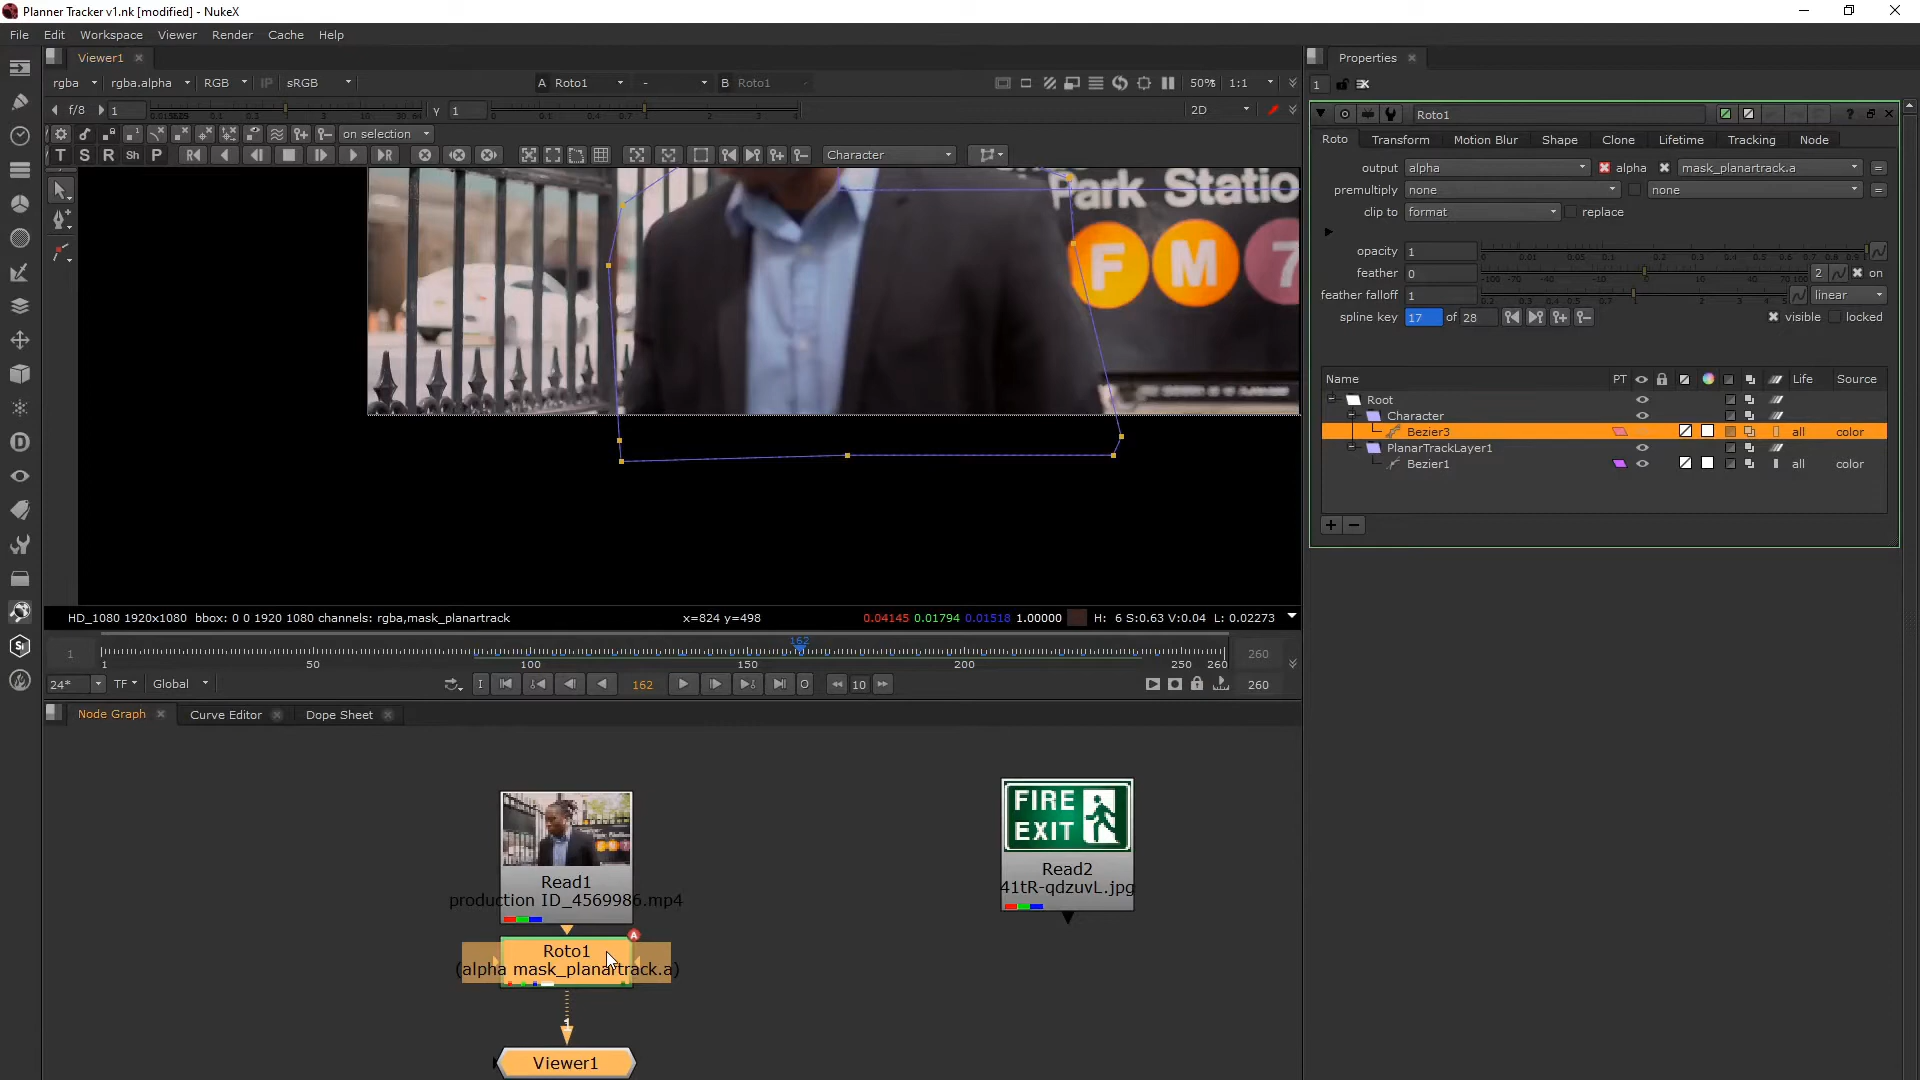 Planner Tracker v1.nk [modified] - NukeX
File Edit Workspace Viewer Render Cache Help
Viewer1
rgba rgba.alpha RGB IP sRGB A Roto1 - B Roto1 - 50% 1:1
f/8 1 γ 1 2D
on selection
T S R Sh P Character
Park Statio
F M 7
HD_1080 1920x1080 bbox: 0 0 1920 1080 channels: rgba,mask_planartrack x=824 y=498 0.04145 0.01794 0.01518 1.00000 H: 6 S:0.63 V:0.04 L: 0.02273
162
1 260
1 50 100 150 200 250 260
24* TF Global I 162 O 10 260
Node Graph Curve Editor Dope Sheet
Read1
production ID_4569986.mp4
Roto1
(alpha mask_planartrack.a)
1
Viewer1
FIRE
EXIT
Read2
41tR-qdzuvL.jpg
Properties
1
Roto1
Roto Transform Motion Blur Shape Clone Lifetime Tracking Node
output alpha alpha mask_planartrack.a =
premultiply none none =
clip to format replace
opacity 1
feather 0 2 on
feather falloff 1 linear
spline key 17 of 28 visible locked
Name PT Life Source
Root
Character
Bezier3 all color
PlanarTrackLayer1
Bezier1 all color